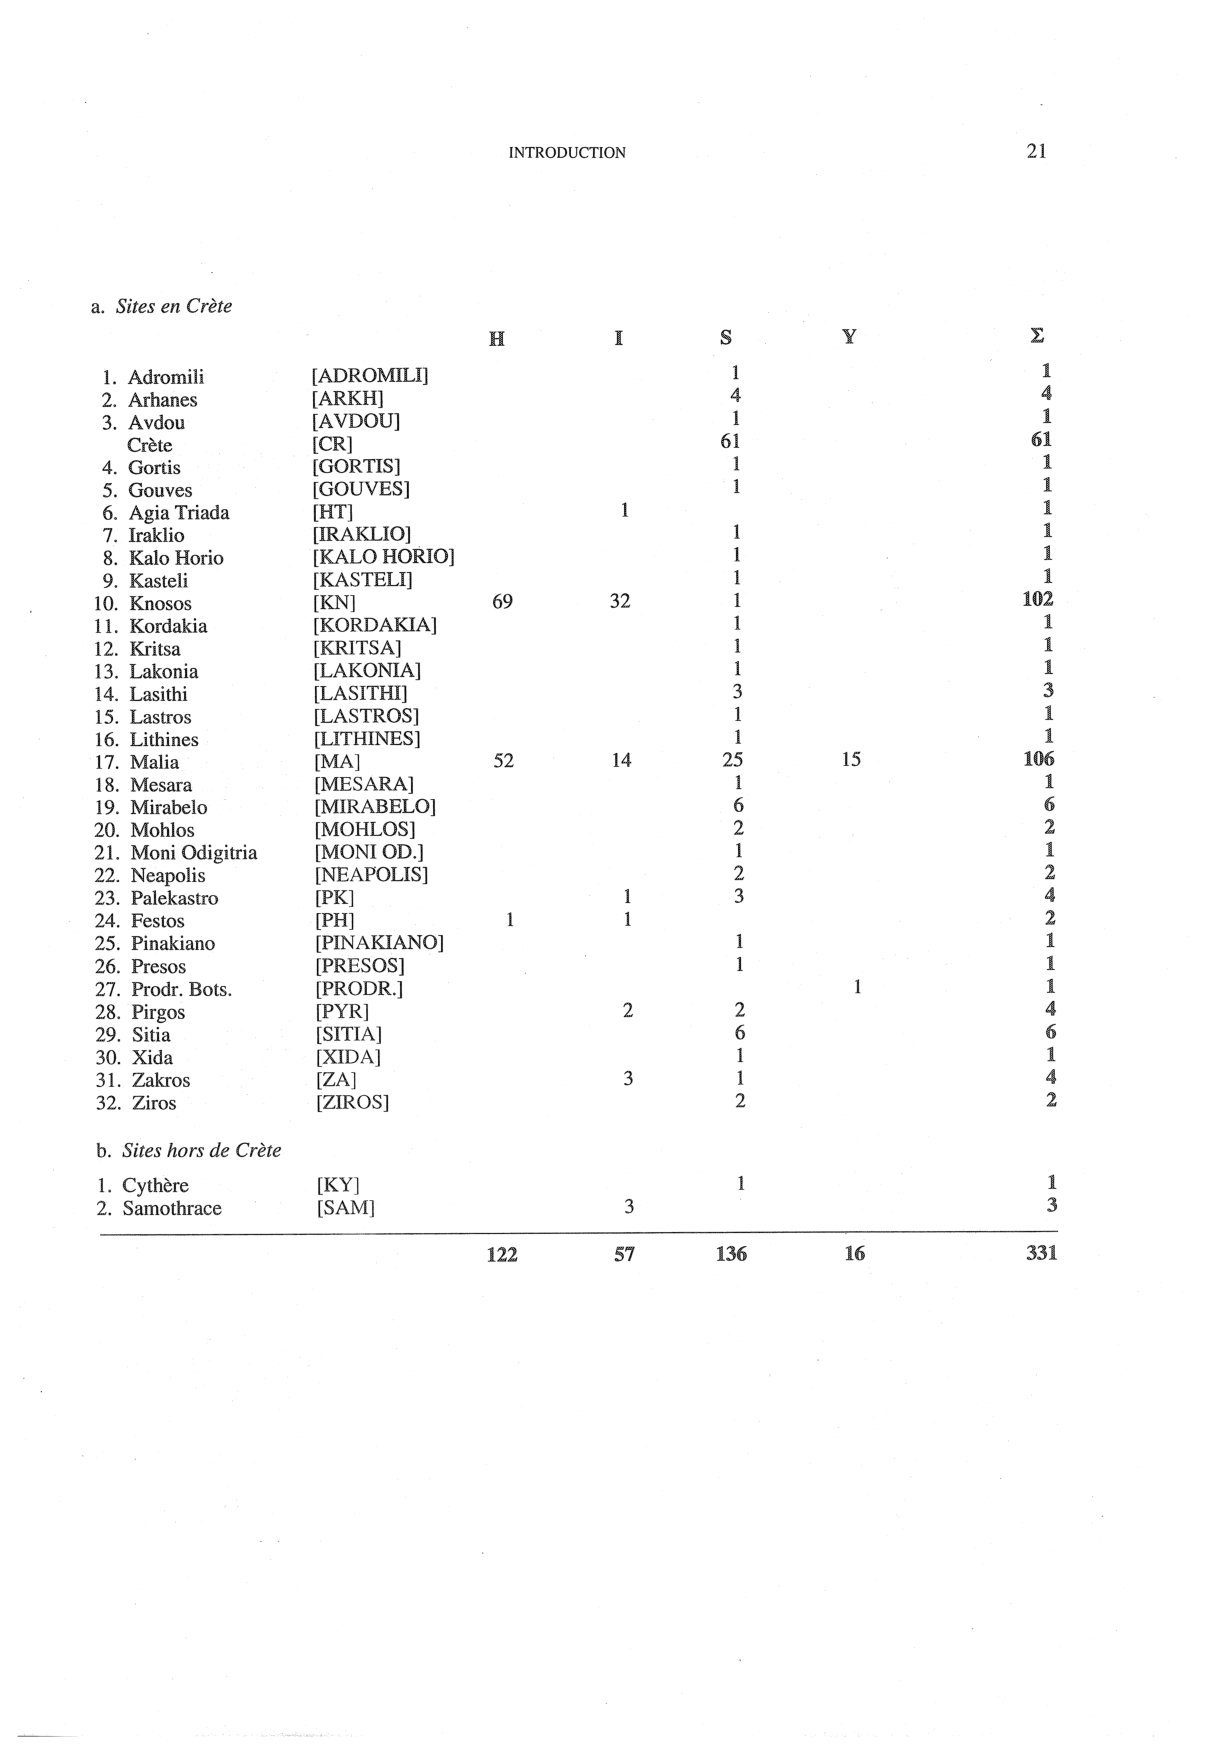 INTRODUCTION 21
a. Sites en Crète
H I S Y Σ
1. Adromili [ADROMILI] 1 1
2. Arhanes [ARKH] 4 4
3. Avdou [AVDOU] 1 1
Crète [CR] 61 61
4. Gortis [GORTIS] 1 1
5. Gouves [GOUVES] 1 1
6. Agia Triada [HT] 1 1
7. Iraklio [IRAKLIO] 1 1
8. Kalo Horio [KALO HORIO] 1 1
9. Kasteli [KASTELI] 1 1
10. Knosos [KN] 69 32 1 102
11. Kordakia [KORDAKIA] 1 1
12. Kritsa [KRITSA] 1 1
13. Lakonia [LAKONIA] 1 1
14. Lasithi [LASITHI] 3 3
15. Lastros [LASTROS] 1 1
16. Lithines [LITHINES] 1 1
17. Malia [MA] 52 14 25 15 106
18. Mesara [MESARA] 1 1
19. Mirabelo [MIRABELO] 6 6
20. Mohlos [MOHLOS] 2 2
21. Moni Odigitria [MONI OD.] 1 1
22. Neapolis [NEAPOLIS] 2 2
23. Palekastro [PK] 1 3 4
24. Festos [PH] 1 1 2
25. Pinakiano [PINAKIANO] 1 1
26. Presos [PRESOS] 1 1
27. Prodr. Bots. [PRODR.] 1 1
28. Pirgos [PYR] 2 2 4
29. Sitia [SITIA] 6 6
30. Xida [XIDA] 1 1
31. Zakros [ZA] 3 1 4
32. Ziros [ZIROS] 2 2
b. Sites hors de Crète
1. Cythère [KY] 1 1
2. Samothrace [SAM] 3 3
122 57 136 16 331